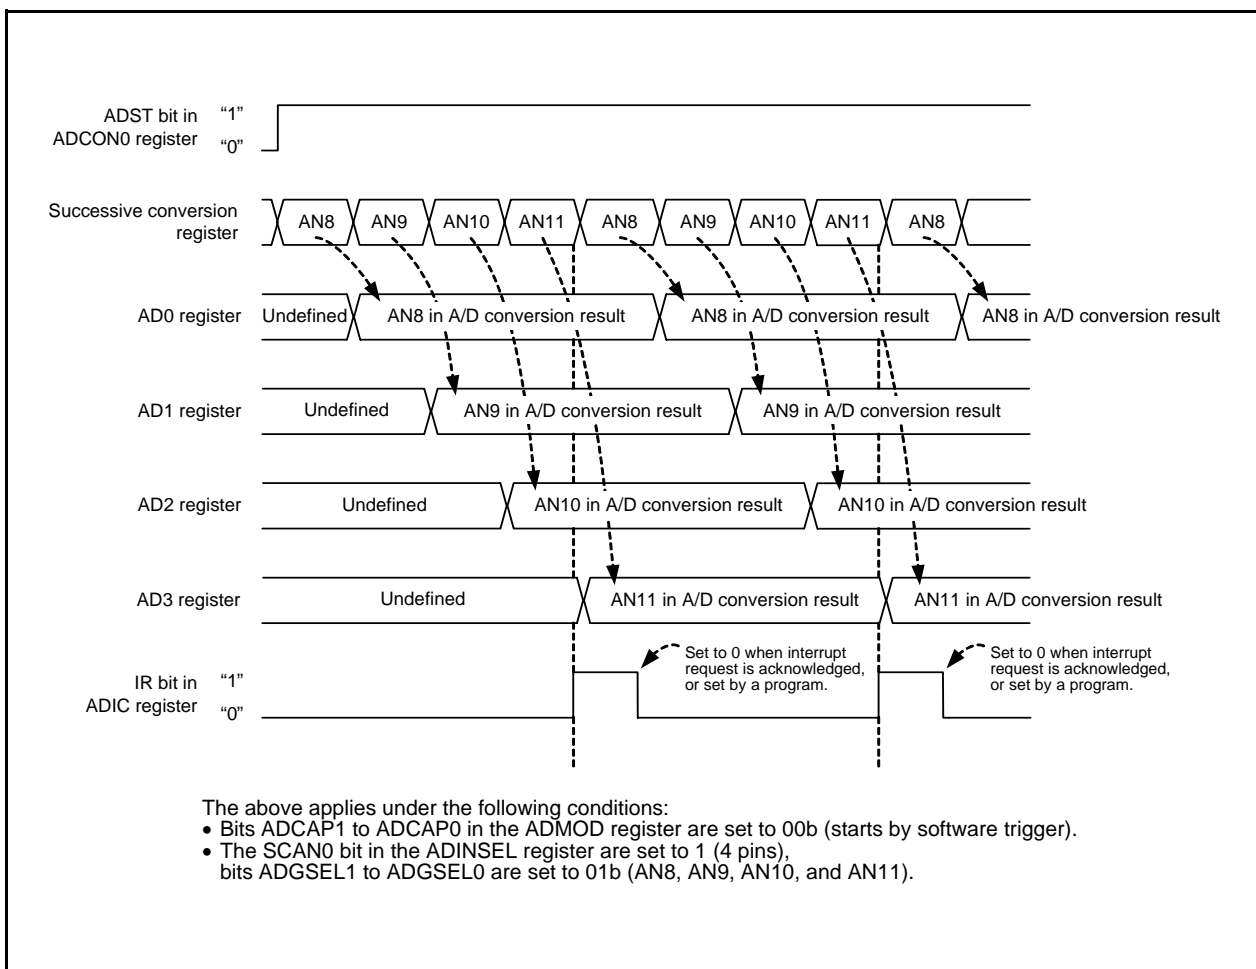 ADST bit in "1"
ADCON0 register "0"
Successive conversion
register
AN8 AN9 AN10 AN11 AN8 AN9 AN10 AN11 AN8
AD0 register Undefined AN8 in A/D conversion result AN8 in A/D conversion result AN8 in A/D conversion result
AD1 register Undefined AN9 in A/D conversion result AN9 in A/D conversion result
AD2 register Undefined AN10 in A/D conversion result AN10 in A/D conversion result
AD3 register Undefined AN11 in A/D conversion result AN11 in A/D conversion result
Set to 0 when interrupt
request is acknowledged,
or set by a program.
Set to 0 when interrupt
request is acknowledged,
or set by a program.
IR bit in "1"
ADIC register "0"
The above applies under the following conditions:
• Bits ADCAP1 to ADCAP0 in the ADMOD register are set to 00b (starts by software trigger).
• The SCAN0 bit in the ADINSEL register are set to 1 (4 pins),
bits ADGSEL1 to ADGSEL0 are set to 01b (AN8, AN9, AN10, and AN11).